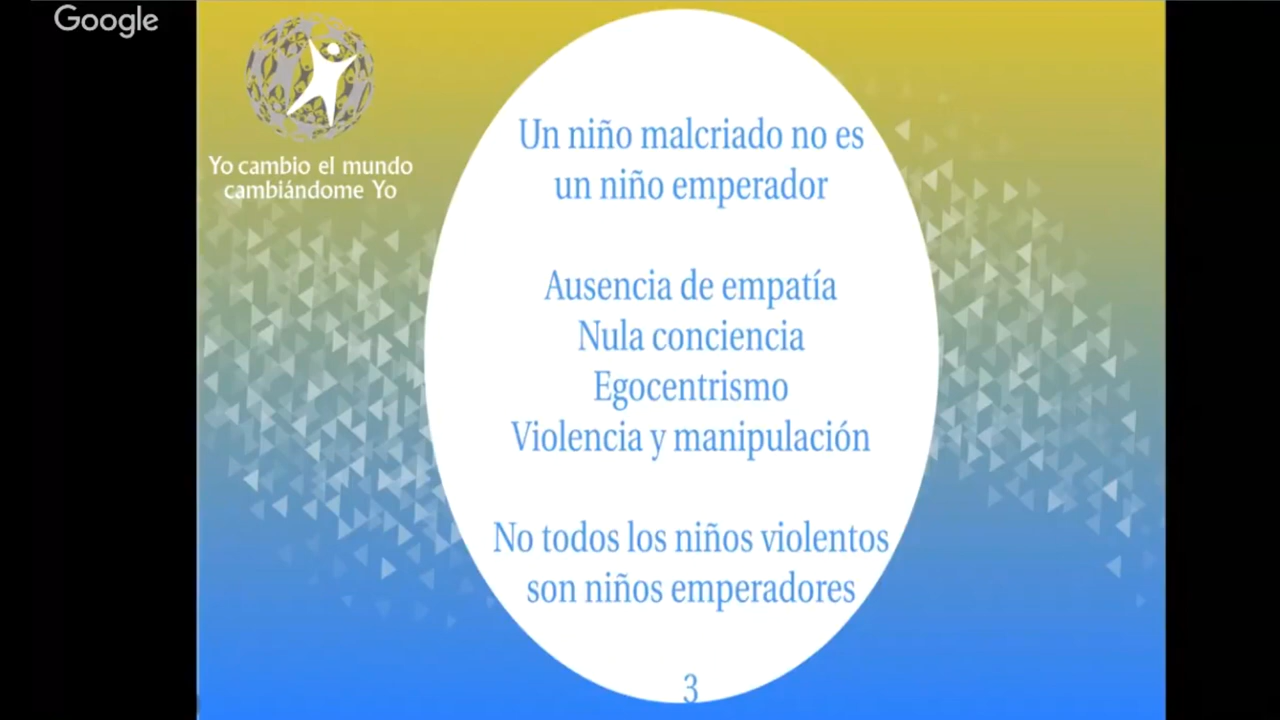 Google
Yo cambio el mundo
cambiándome Yo
Un niño malcriado no es
un niño emperador
Ausencia de empatía
Nula conciencia
Egocentrismo
Violencia y manipulación
No todos los niños violentos
son niños emperadores
3